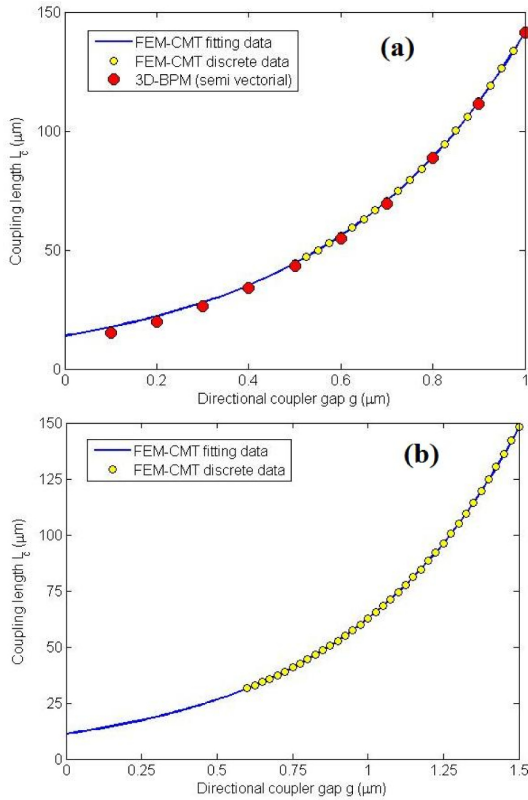 150
FEM-CMT fitting data
FEM-CMT discrete data
3D-BPM (semi vectorial)
(a)
100
50
0
Coupling length L_c (μm)
0 0.2 0.4 0.6 0.8 1
Directional coupler gap g (μm)
150
FEM-CMT fitting data
FEM-CMT discrete data
(b)
125
100
75
50
25
0
Coupling length L_c (μm)
0 0.25 0.5 0.75 1 1.25 1.5
Directional coupler gap g (μm)